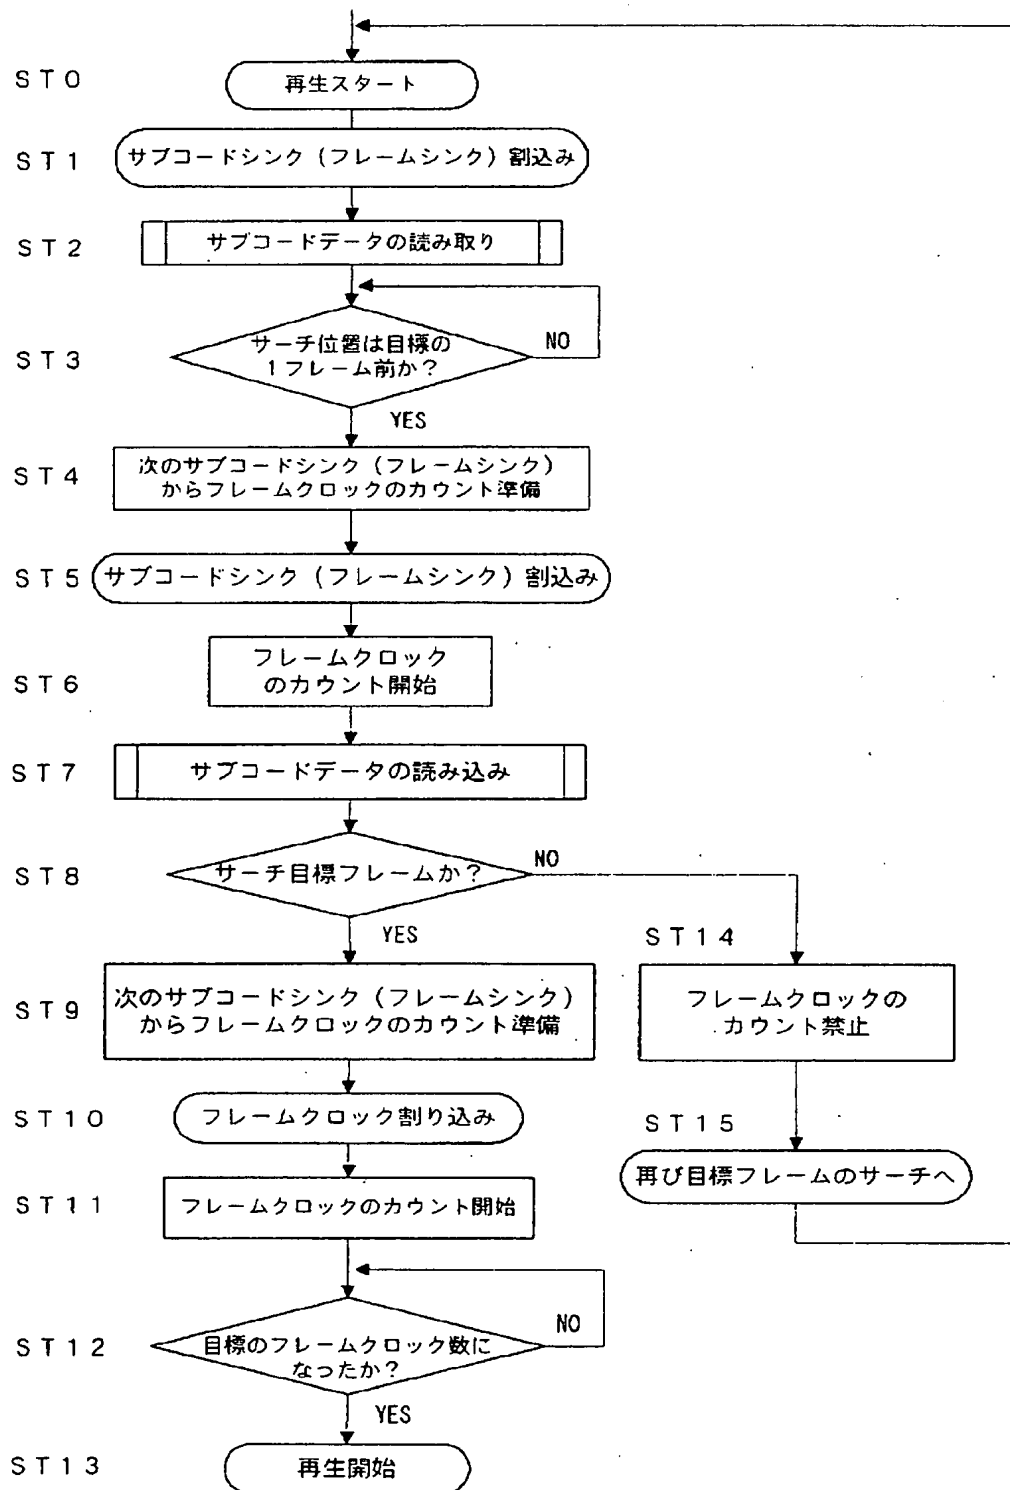 ST0
再生スタート
ST1
サブコードシンク（フレームシンク）割込み
ST2
サブコードデータの読み取り
ST3
サーチ位置は目標の
1フレーム前か？
NO
YES
ST4
次のサブコードシンク（フレームシンク）
からフレームクロックのカウント準備
ST5
サブコードシンク（フレームシンク）割込み
ST6
フレームクロック
のカウント開始
ST7
サブコードデータの読み込み
ST8
サーチ目標フレームか？
NO
YES
ST14
フレームクロックの
カウント禁止
ST9
次のサブコードシンク（フレームシンク）
からフレームクロックのカウント準備
ST10
フレームクロック割り込み
ST15
再び目標フレームのサーチへ
ST11
フレームクロックのカウント開始
ST12
目標のフレームクロック数に
なったか？
NO
YES
ST13
再生開始